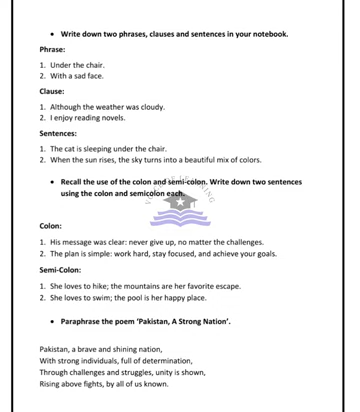 • Write down two phrases, clauses and sentences in your notebook.
Phrase:
1. Under the chair.
2. With a sad face.
Clause:
1. Although the weather was cloudy.
2. I enjoy reading novels.
Sentences:
1. The cat is sleeping under the chair.
2. When the sun rises, the sky turns into a beautiful mix of colors.
• Recall the use of the colon and semi-colon. Write down two sentences
using the colon and semicolon each.
Colon:
1. His message was clear: never give up, no matter the challenges.
2. The plan is simple: work hard, stay focused, and achieve your goals.
Semi-Colon:
1. She loves to hike; the mountains are her favorite escape.
2. She loves to swim; the pool is her happy place.
• Paraphrase the poem ‘Pakistan, A Strong Nation’.
Pakistan, a brave and shining nation,
With strong individuals, full of determination,
Through challenges and struggles, unity is shown,
Rising above fights, by all of us known.